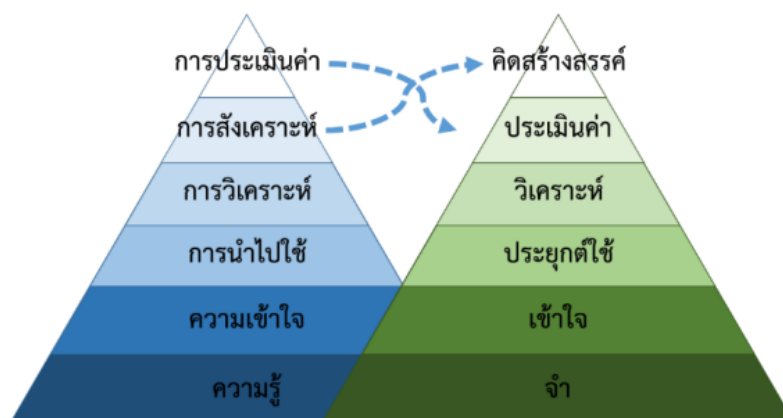 การประเมินค่า
คิดสร้างสรรค์
การสังเคราะห์
ประเมินค่า
การวิเคราะห์
วิเคราะห์
การนำไปใช้
ประยุกต์ใช้
ความเข้าใจ
เข้าใจ
ความรู้
จำ